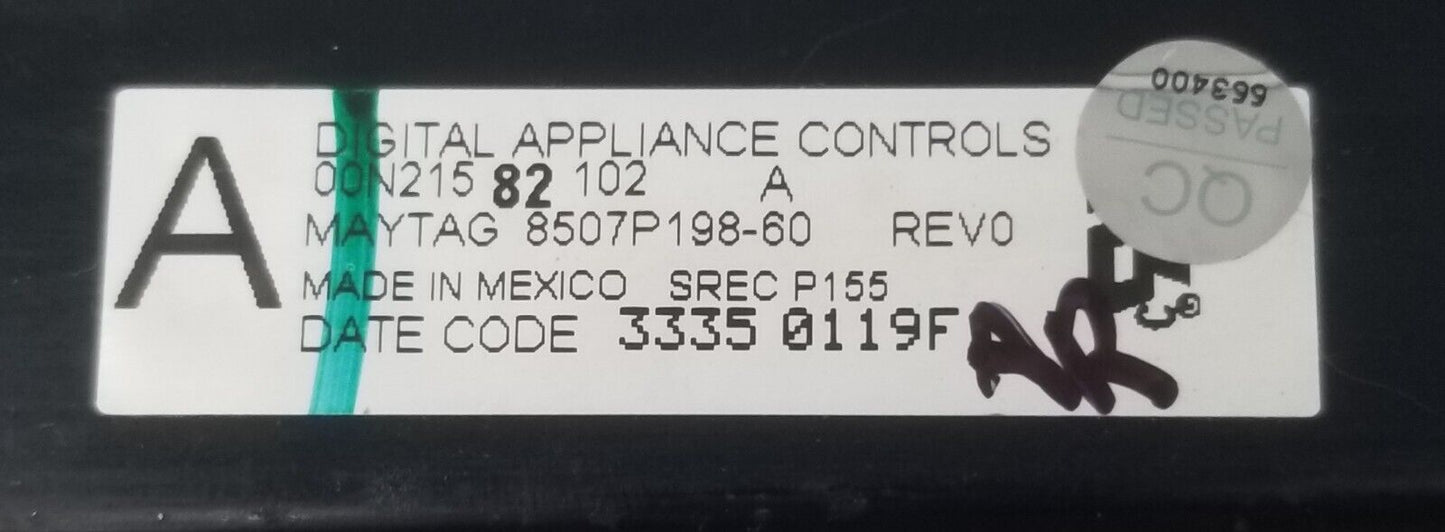 A
DIGITAL APPLIANCE CONTROLS
00N215 82 102 A
MAYTAG 8507P198-60 REV0
MADE IN MEXICO SREC P155
DATE CODE 3335 0119F
AR
QC
PASSED
663400